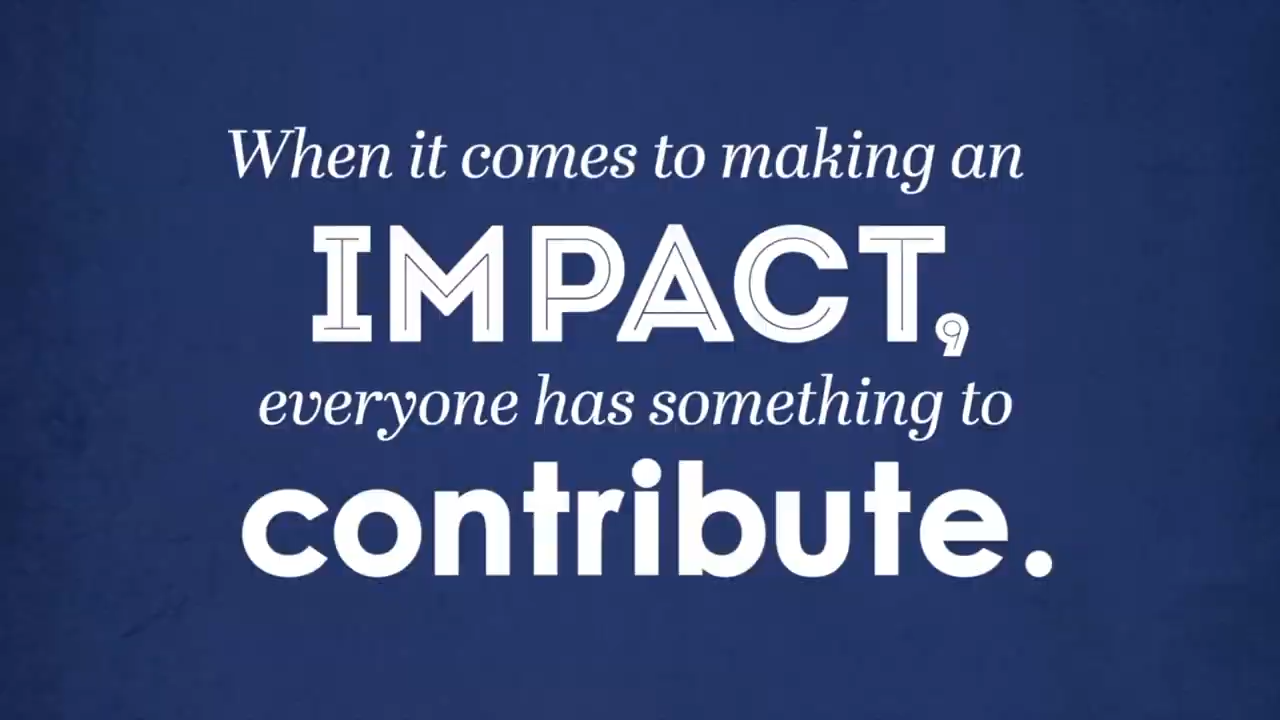 When it comes to making an
IMPACT,
everyone has something to
contribute.